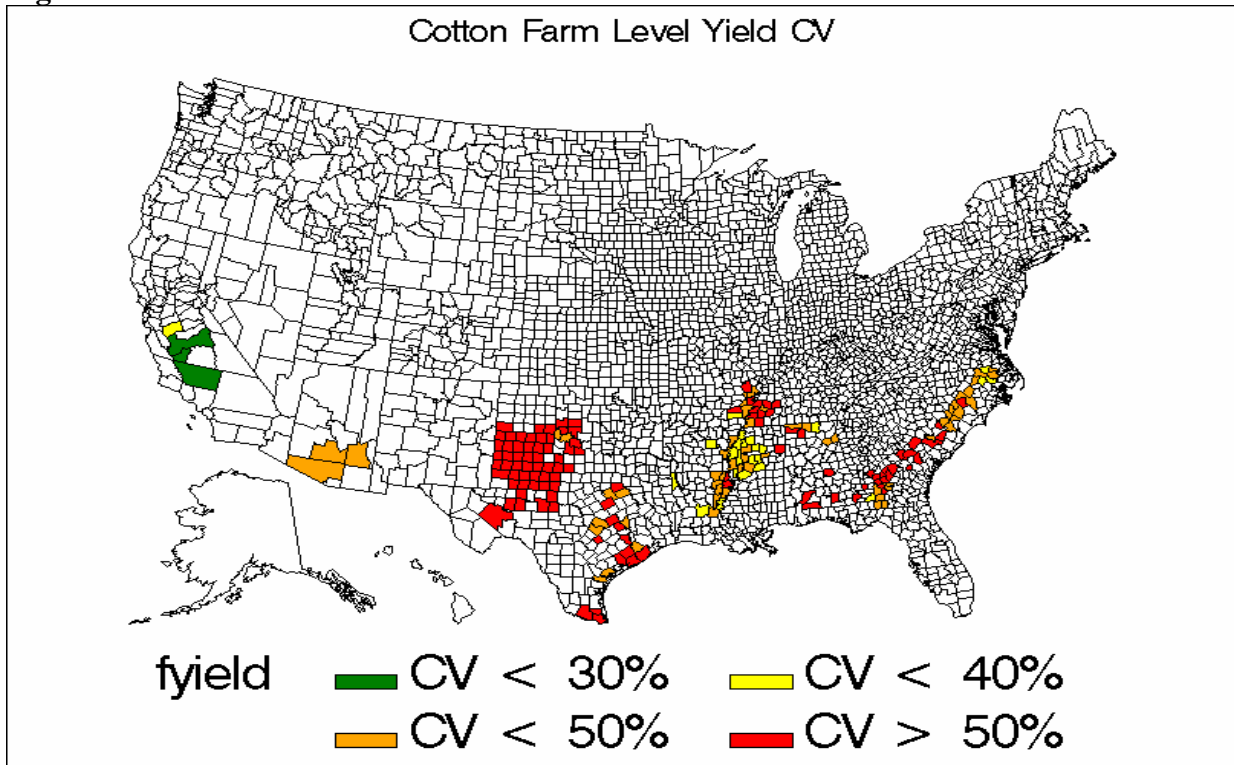 Cotton Farm Level Yield CV
fyield CV < 30% CV < 40%
CV < 50% CV > 50%